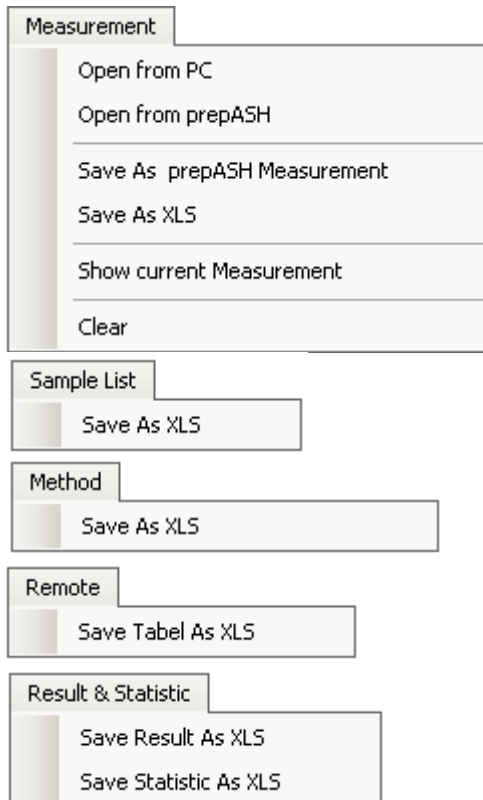 Measurement
Open from PC
Open from prepASH
Save As  prepASH Measurement
Save As XLS
Show current Measurement
Clear
Sample List
Save As XLS
Method
Save As XLS
Remote
Save Tabel As XLS
Result & Statistic
Save Result As XLS
Save Statistic As XLS